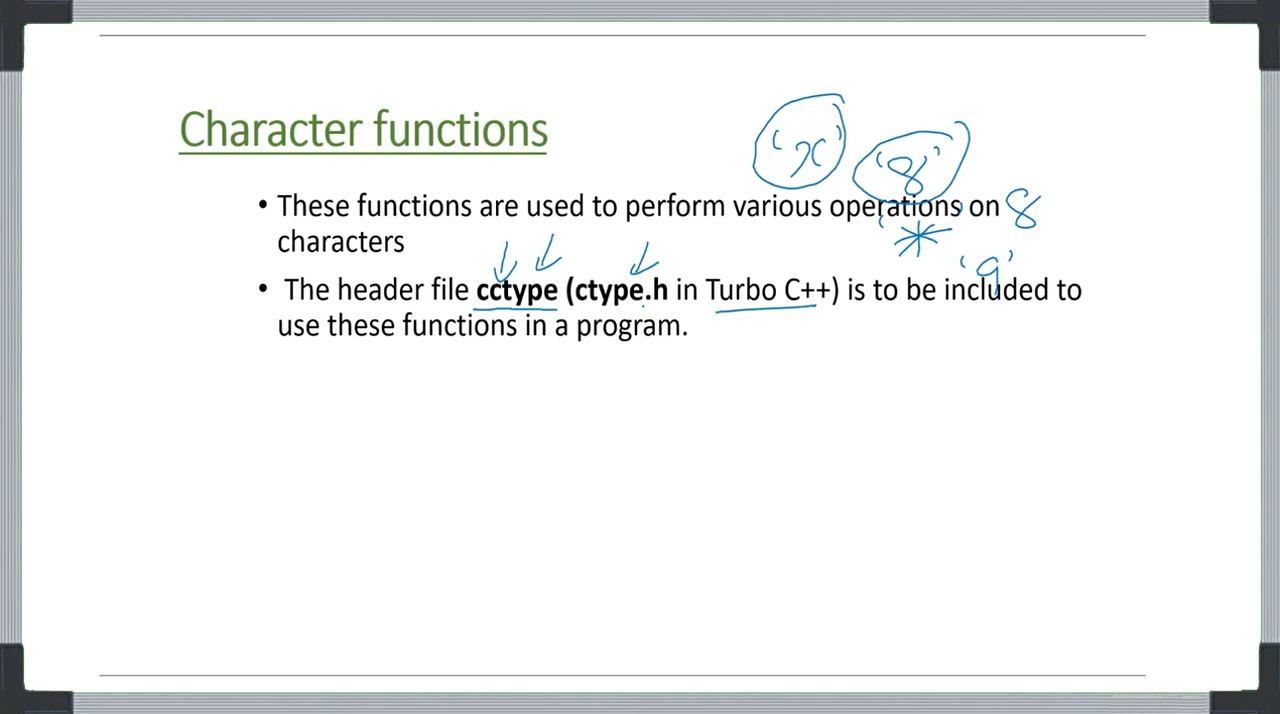 Character functions
'x' '8'
• These functions are used to perform various operations on 8
characters
'*'
'9'
• The header file cctype (ctype.h in Turbo C++) is to be included to
use these functions in a program.